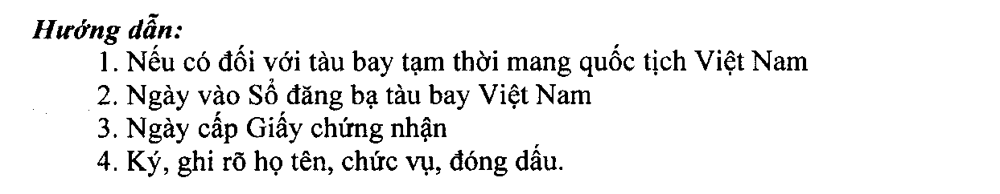 Hướng dẫn:
1. Nếu có đối với tàu bay tạm thời mang quốc tịch Việt Nam
2. Ngày vào Sổ đăng bạ tàu bay Việt Nam
3. Ngày cấp Giấy chứng nhận
4. Ký, ghi rõ họ tên, chức vụ, đóng dấu.